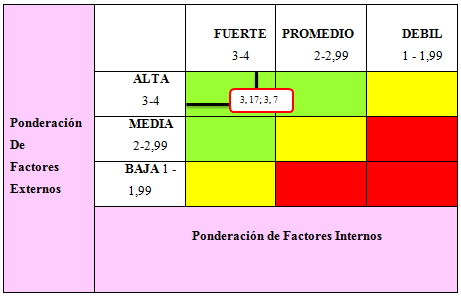 FUERTE
3-4
PROMEDIO
2-2,99
DEBIL
1 - 1,99
Ponderación
De
Factores
Externos
ALTA
3-4
3, 17; 3, 7
MEDIA
2-2,99
BAJA 1 -
1,99
Ponderación de Factores Internos